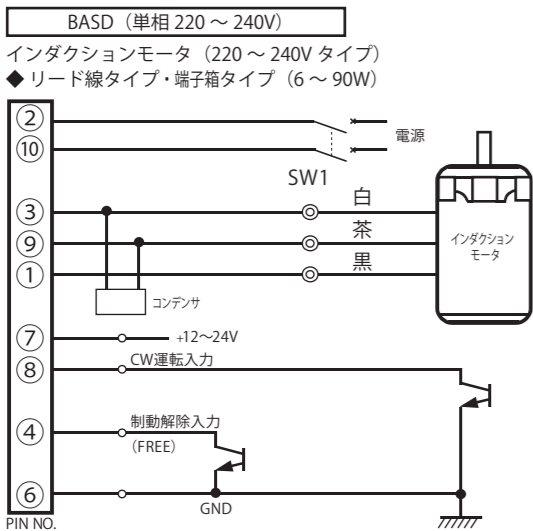 BASD（単相 220 ～ 240V）
インダクションモータ（220 ～ 240V タイプ）
◆ リード線タイプ・端子箱タイプ（6 ～ 90W）
②
⑩
電源
SW1
③
白
⑨
茶
①
黒
インダクション
モータ
コンデンサ
⑦
+12～24V
⑧
CW運転入力
④
制動解除入力
（FREE）
⑥
GND
PIN NO.